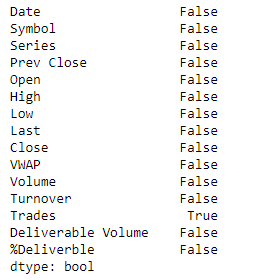 Date False
Symbol False
Series False
Prev Close False
Open False
High False
Low False
Last False
Close False
VWAP False
Volume False
Turnover False
Trades True
Deliverable Volume False
%Deliverble False
dtype: bool